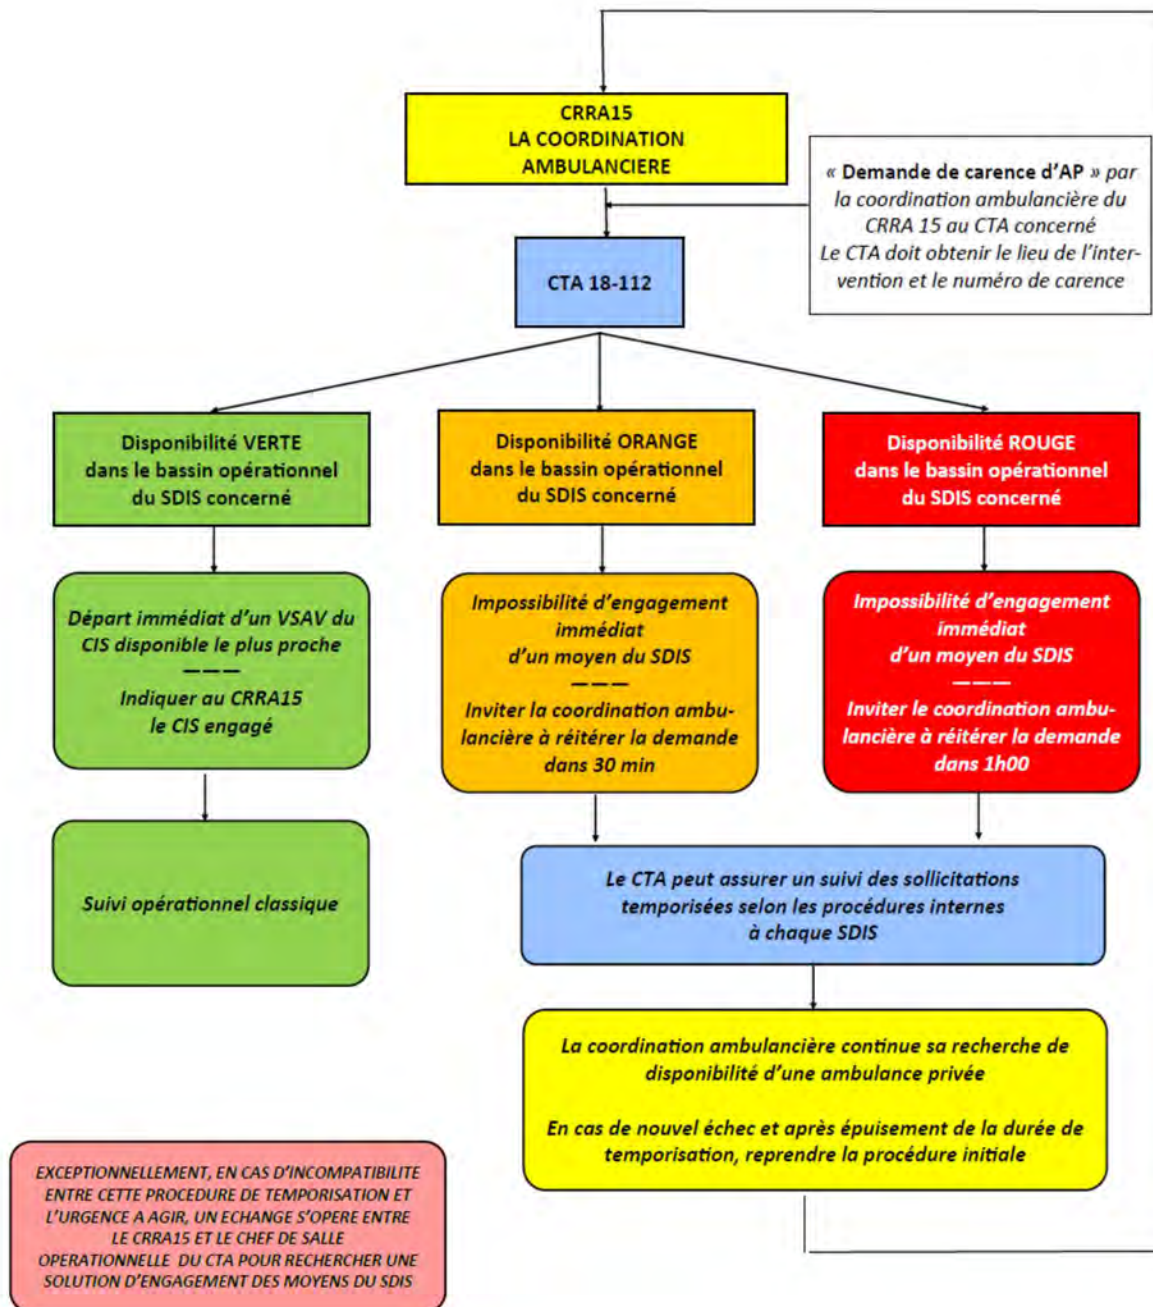 CRRA15
LA COORDINATION
AMBULANCIERE
« Demande de carence d’AP » par
la coordination ambulancière du
CRRA 15 au CTA concerné
Le CTA doit obtenir le lieu de l’inter-
vention et le numéro de carence
CTA 18-112
Disponibilité VERTE
dans le bassin opérationnel
du SDIS concerné
Disponibilité ORANGE
dans le bassin opérationnel
du SDIS concerné
Disponibilité ROUGE
dans le bassin opérationnel
du SDIS concerné
Départ immédiat d’un VSAV du
CIS disponible le plus proche
———
Indiquer au CRRA15
le CIS engagé
Impossibilité d’engagement
immédiat
d’un moyen du SDIS
———
Inviter la coordination ambu-
lancière à réitérer la demande
dans 30 min
Impossibilité d’engagement
immédiat
d’un moyen du SDIS
———
Inviter le coordination ambu-
lancière à réitérer la demande
dans 1h00
Suivi opérationnel classique
Le CTA peut assurer un suivi des sollicitations
temporisées selon les procédures internes
à chaque SDIS
La coordination ambulancière continue sa recherche de
disponibilité d’une ambulance privée
En cas de nouvel échec et après épuisement de la durée de
temporisation, reprendre la procédure initiale
EXCEPTIONNELLEMENT, EN CAS D’INCOMPATIBILITE
ENTRE CETTE PROCEDURE DE TEMPORISATION ET
L’URGENCE A AGIR, UN ECHANGE S’OPERE ENTRE
LE CRRA15 ET LE CHEF DE SALLE
OPERATIONNELLE DU CTA POUR RECHERCHER UNE
SOLUTION D’ENGAGEMENT DES MOYENS DU SDIS